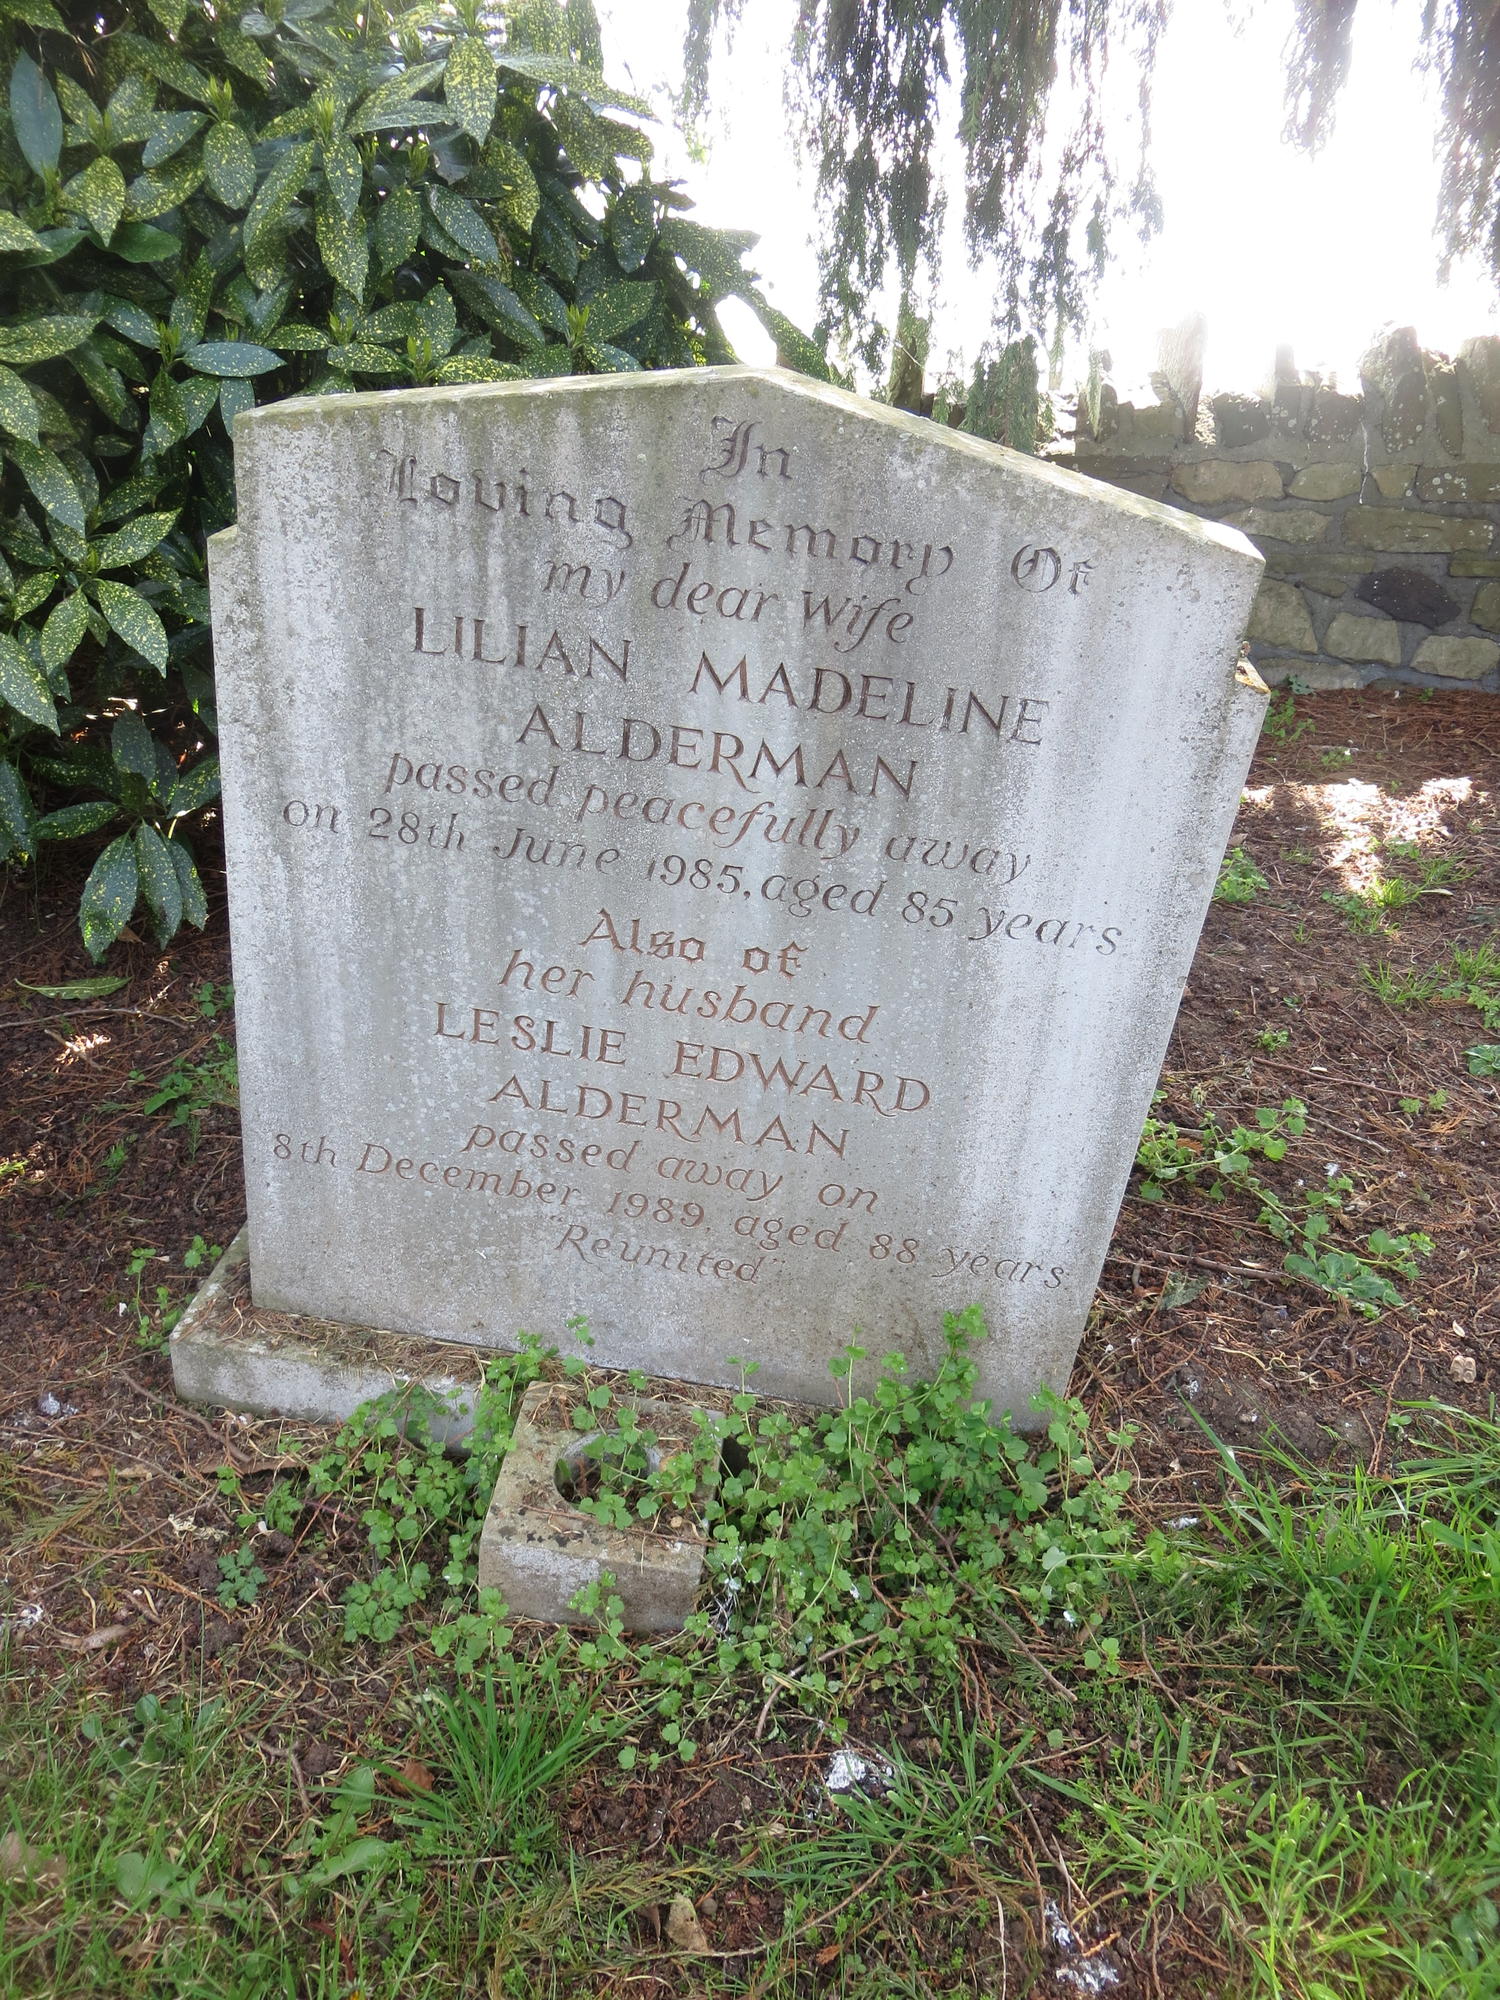 In
Loving Memory Of
my dear wife
LILIAN MADELINE
ALDERMAN
passed peacefully away
on 28th June 1985, aged 85 years
Also of
her husband
LESLIE EDWARD
ALDERMAN
passed away on
8th December 1989, aged 88 years
"Reunited"